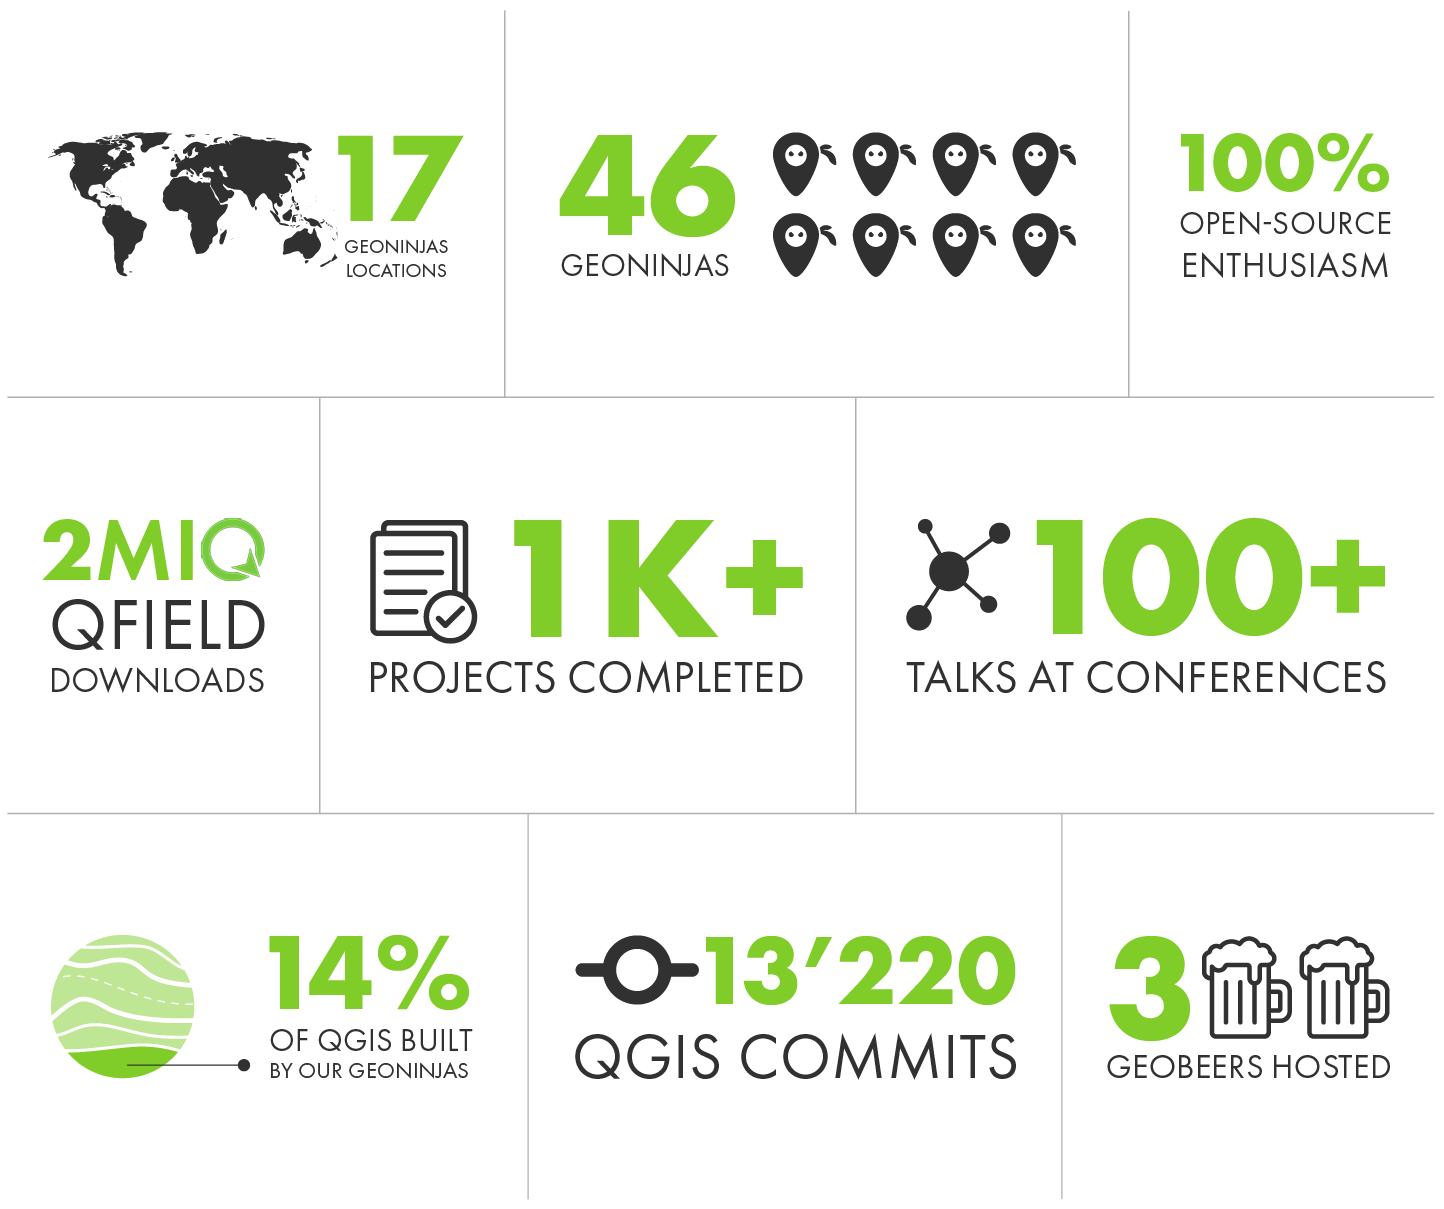 17
GEONINJAS
LOCATIONS
46
GEONINJAS
100%
OPEN-SOURCE
ENTHUSIASM
2MIQ
QFIELD
DOWNLOADS
1K+
PROJECTS COMPLETED
100+
TALKS AT CONFERENCES
14%
OF QGIS BUILT
BY OUR GEONINJAS
13’220
QGIS COMMITS
3
GEOBEERS HOSTED